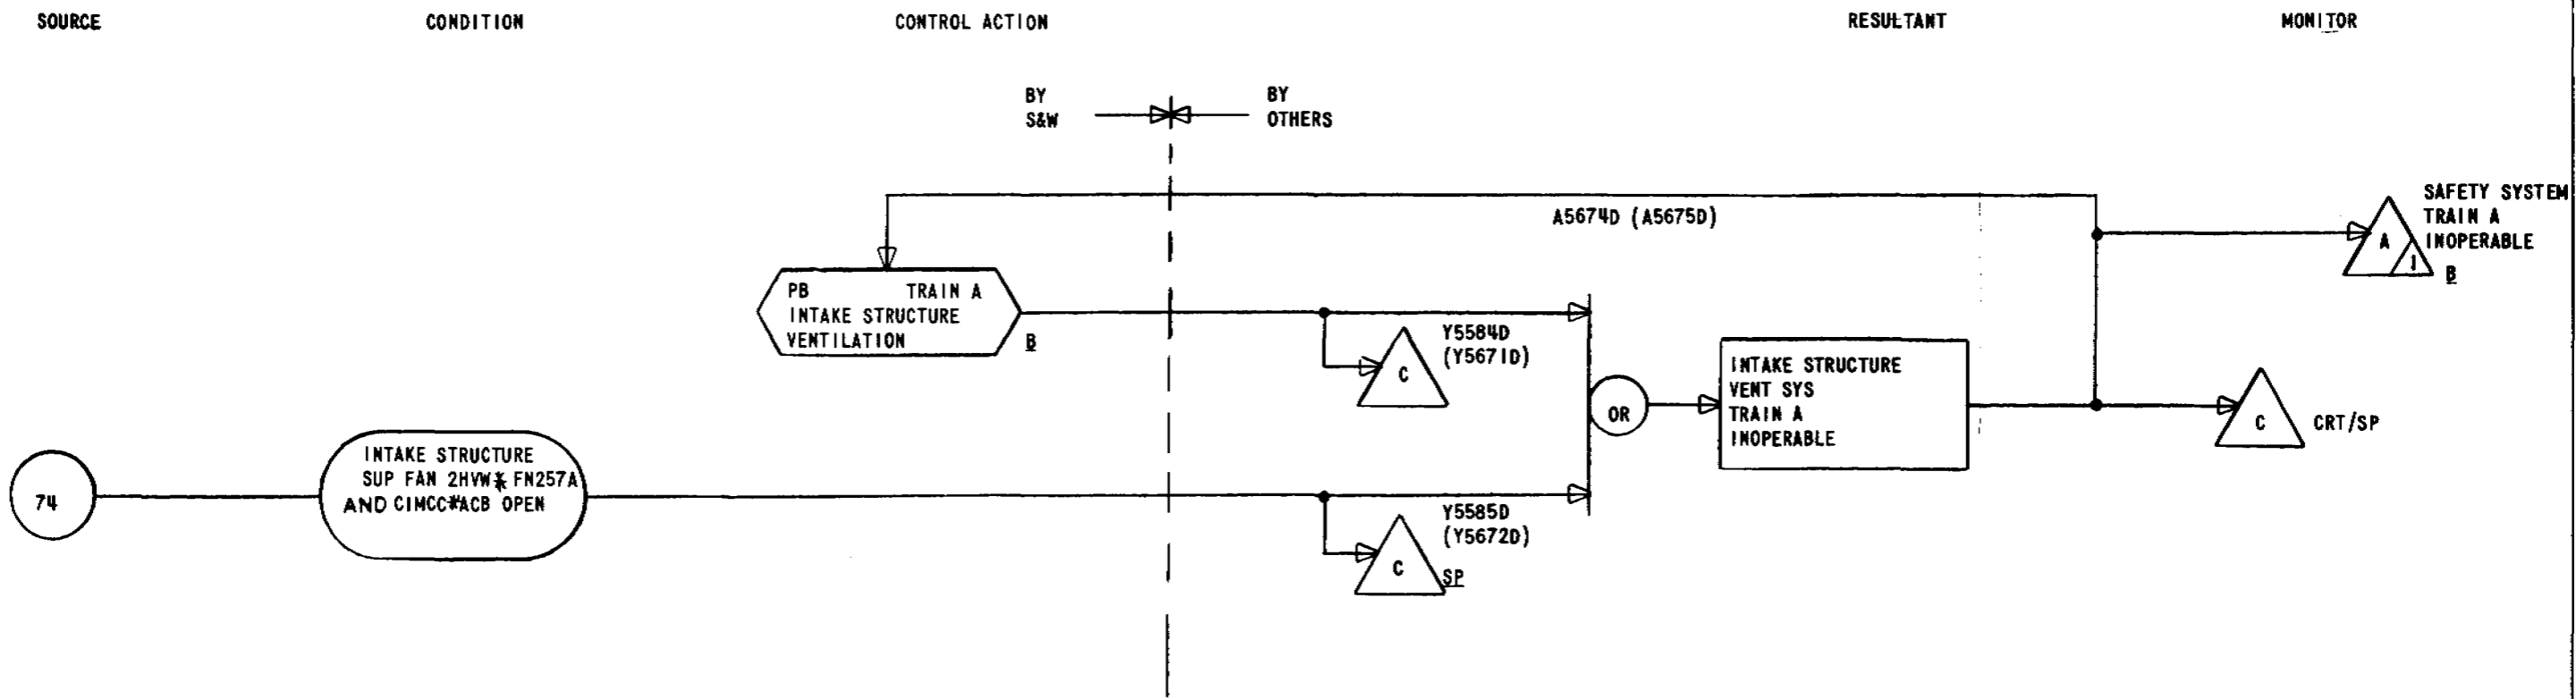 SOURCE
CONDITION
CONTROL ACTION
RESULTANT
MONITOR
BY
S&W
BY
OTHERS
A5674D (A5675D)
SAFETY SYSTEM
TRAIN A
INOPERABLE
A
1
B
PB TRAIN A
INTAKE STRUCTURE
VENTILATION
B
Y5584D
(Y5671D)
C
INTAKE STRUCTURE
VENT SYS
TRAIN A
INOPERABLE
OR
C
CRT/SP
74
INTAKE STRUCTURE
SUP FAN 2HVW* FN257A
AND CIMCC*ACB OPEN
Y5585D
(Y5672D)
C
SP